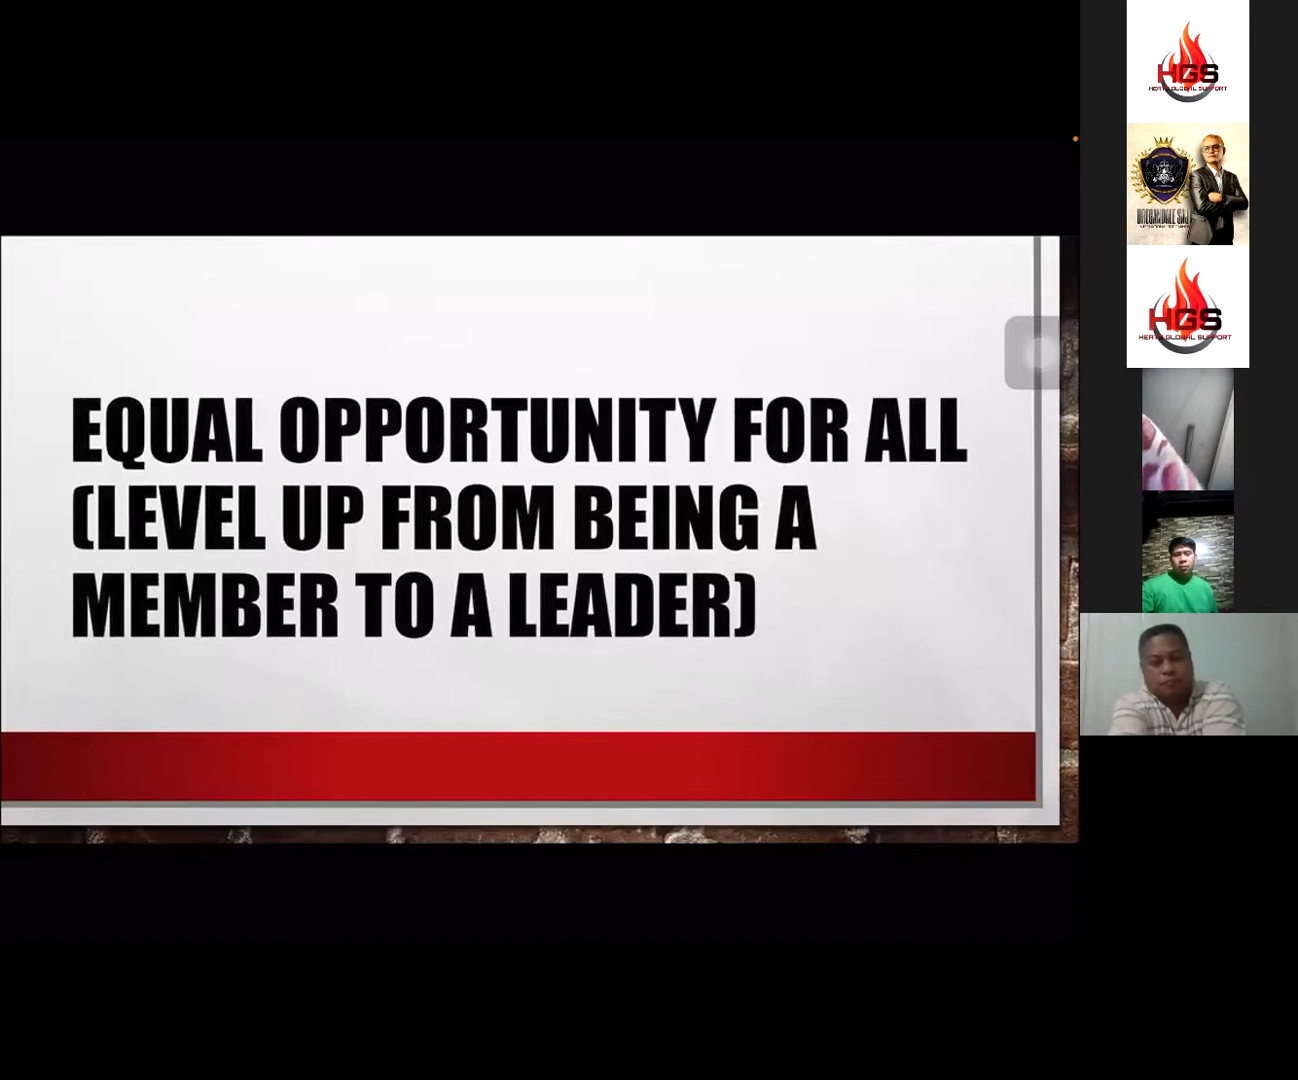 EQUAL OPPORTUNITY FOR ALL
(LEVEL UP FROM BEING A
MEMBER TO A LEADER)
HGS
HGS